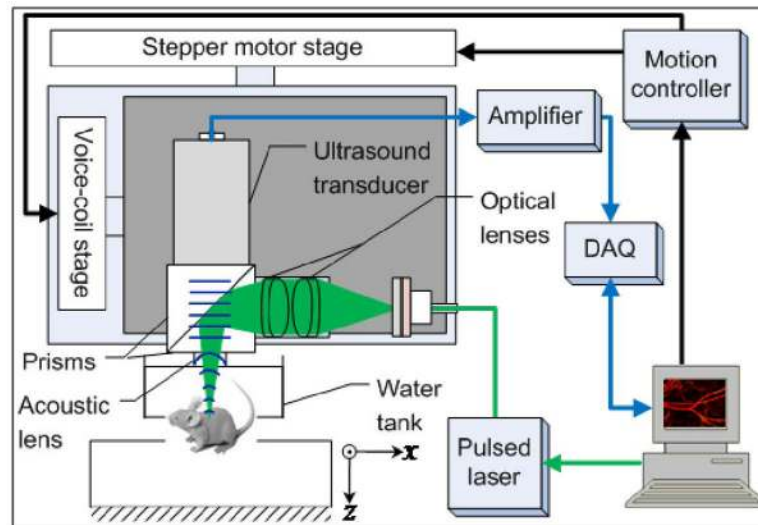 Stepper motor stage
Motion
controller
Voice-coil stage
Amplifier
Ultrasound
transducer
Optical
lenses
DAQ
Prisms
Acoustic
lens
Water
tank
Pulsed
laser
x
z